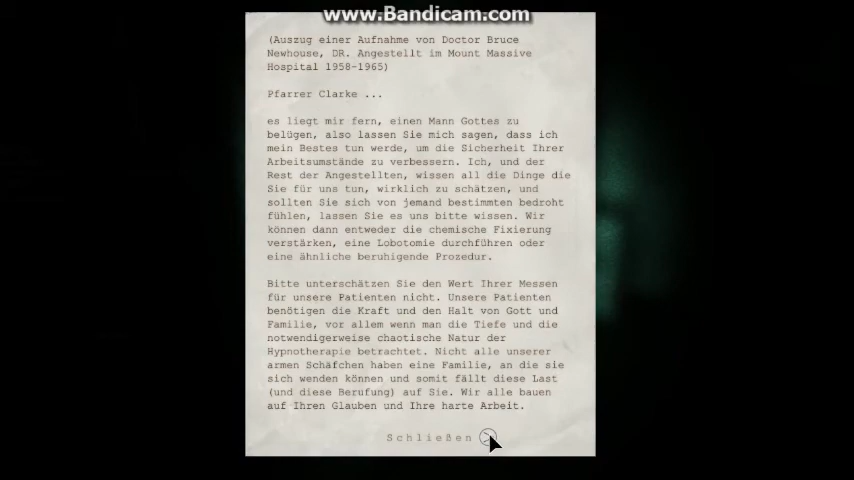 www.Bandicam.com
(Auszug einer Aufnahme von Doctor Bruce
Newhouse, DR. Angestellt im Mount Massive
Hospital 1958-1965)
Pfarrer Clarke ...
es liegt mir fern, einen Mann Gottes zu
belügen, also lassen Sie mich sagen, dass ich
mein Bestes tun werde, um die Sicherheit Ihrer
Arbeitsumstände zu verbessern. Ich, und der
Rest der Angestellten, wissen all die Dinge die
Sie für uns tun, wirklich zu schätzen, und
sollten Sie sich von jemand bestimmten bedroht
fühlen, lassen Sie es uns bitte wissen. Wir
können dann entweder die chemische Fixierung
verstärken, eine Lobotomie durchführen oder
eine ähnliche beruhigende Prozedur.
Bitte unterschätzen Sie den Wert Ihrer Messen
für unsere Patienten nicht. Unsere Patienten
benötigen die Kraft und den Halt von Gott und
Familie, vor allem wenn man die Tiefe und die
notwendigerweise chaotische Natur der
Hypnotherapie betrachtet. Nicht alle unserer
armen Schäfchen haben eine Familie, an die sie
sich wenden können und somit fällt diese Last
(und diese Berufung) auf Sie. Wir alle bauen
auf Ihren Glauben und Ihre harte Arbeit.
Schließen